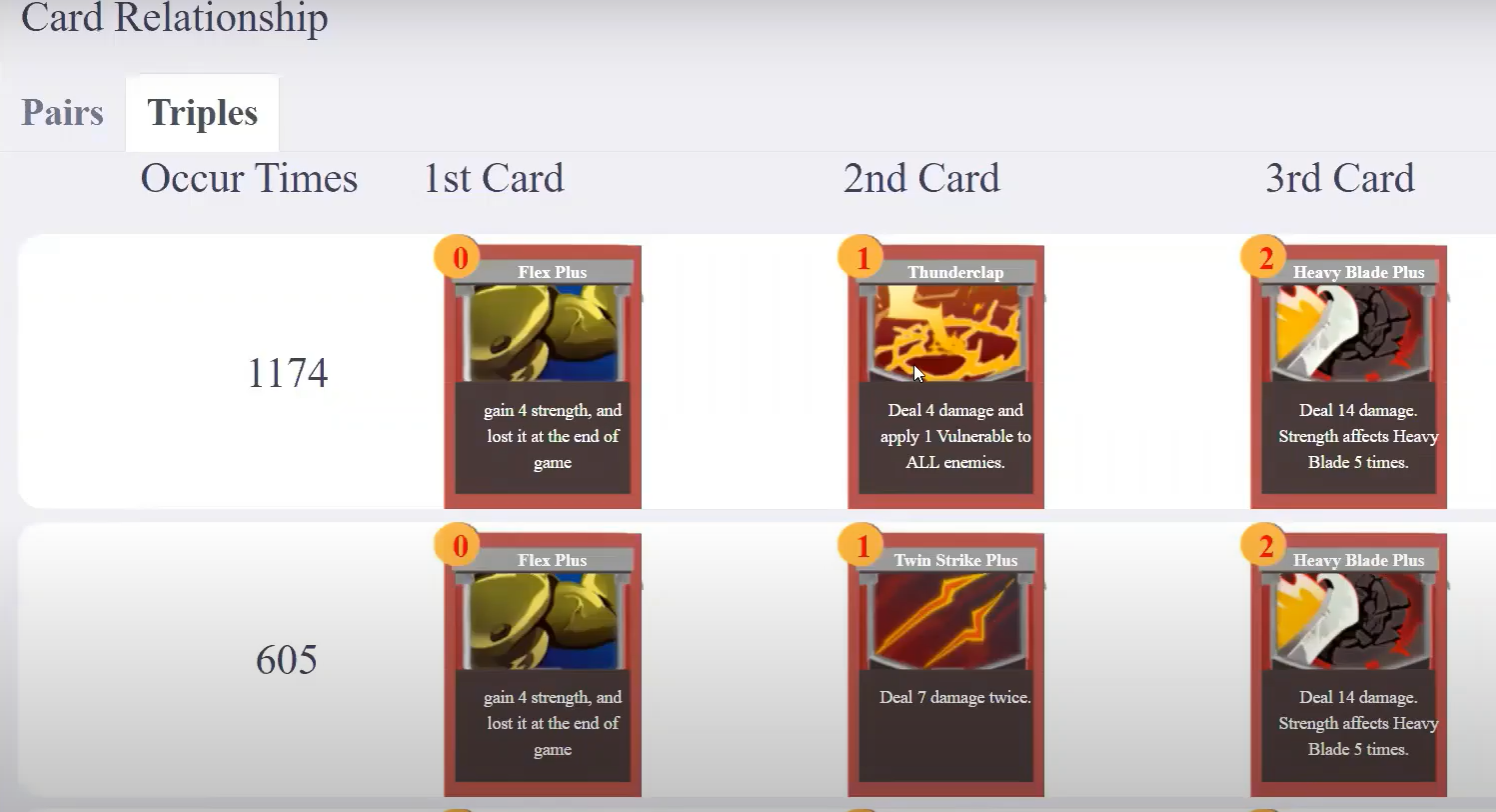 Card Relationship
Pairs
Triples
Occur Times
1st Card
2nd Card
3rd Card
1174
0
Flex Plus
gain 4 strength, and
lost it at the end of
game
1
Thunderclap
Deal 4 damage and
apply 1 Vulnerable to
ALL enemies.
2
Heavy Blade Plus
Deal 14 damage.
Strength affects Heavy
Blade 5 times.
605
0
Flex Plus
gain 4 strength, and
lost it at the end of
game
1
Twin Strike Plus
Deal 7 damage twice.
2
Heavy Blade Plus
Deal 14 damage.
Strength affects Heavy
Blade 5 times.